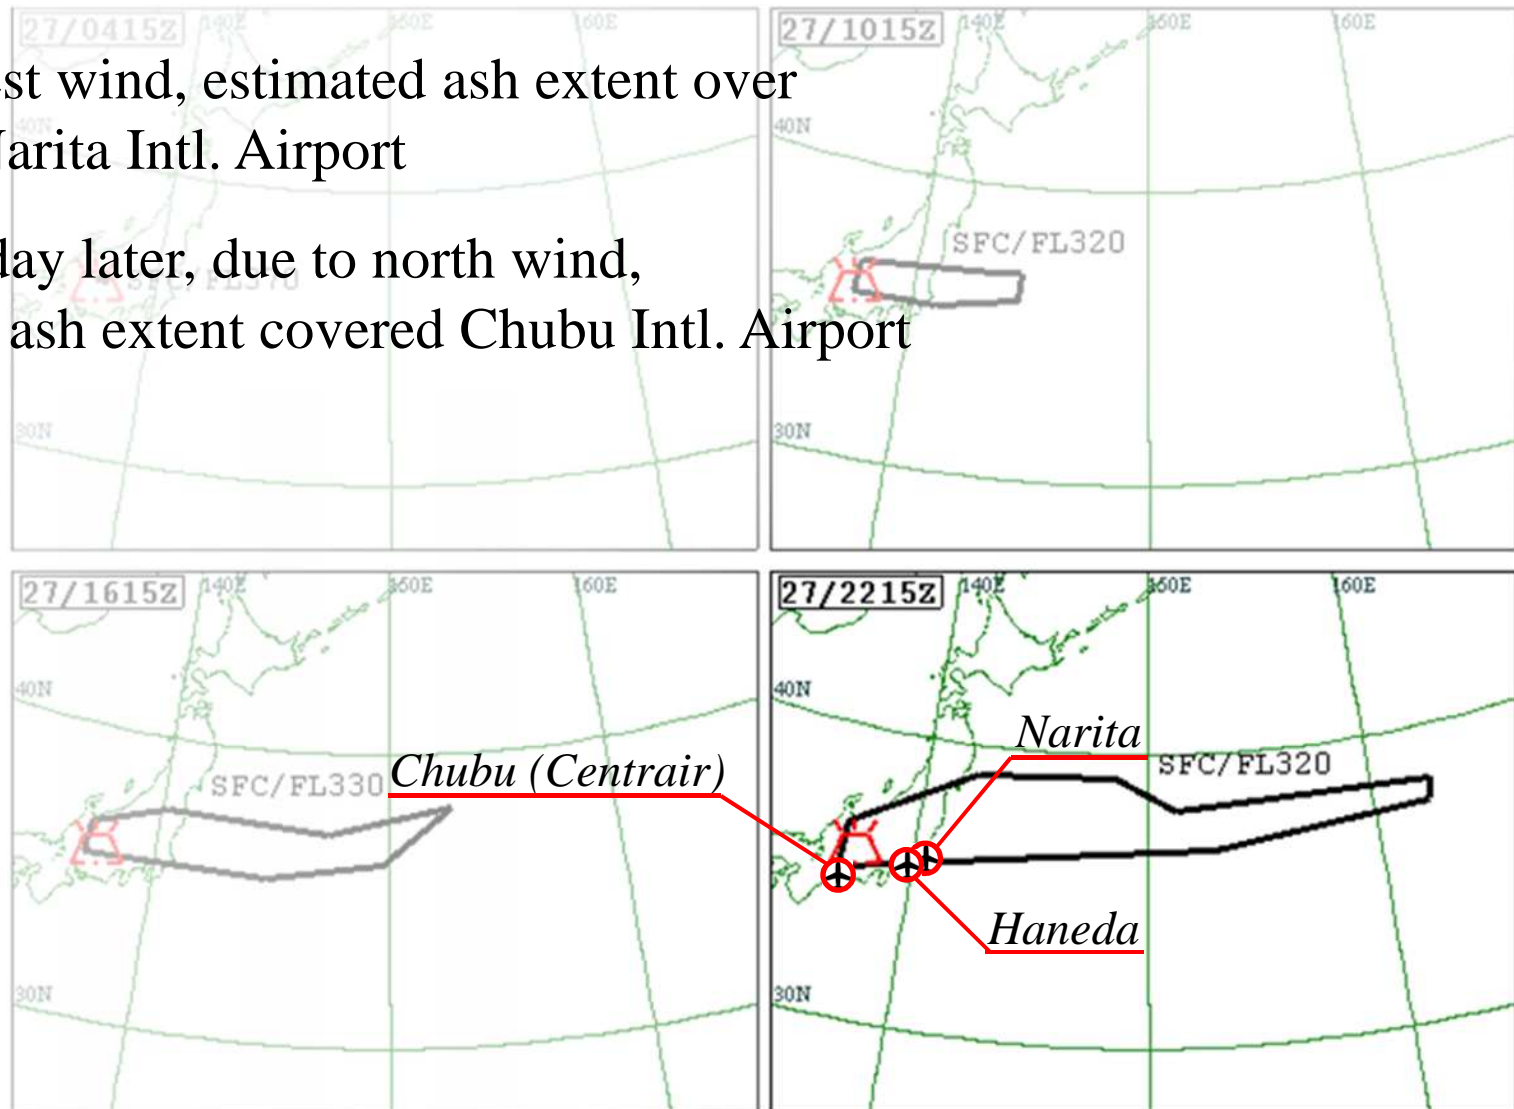 27/0415Z 140E 150E 160E
27/1015Z 140E 150E 160E
st wind, estimated ash extent over
40N
40N
arita Intl. Airport
SFC/FL320
day later, due to north wind,
SFC/FL370
ash extent covered Chubu Intl. Airport
30N
30N
27/1615Z 140E 150E 160E
27/2215Z 140E 150E 160E
40N
40N
Narita
SFC/FL330
Chubu (Centrair)
SFC/FL320
Haneda
30N
30N